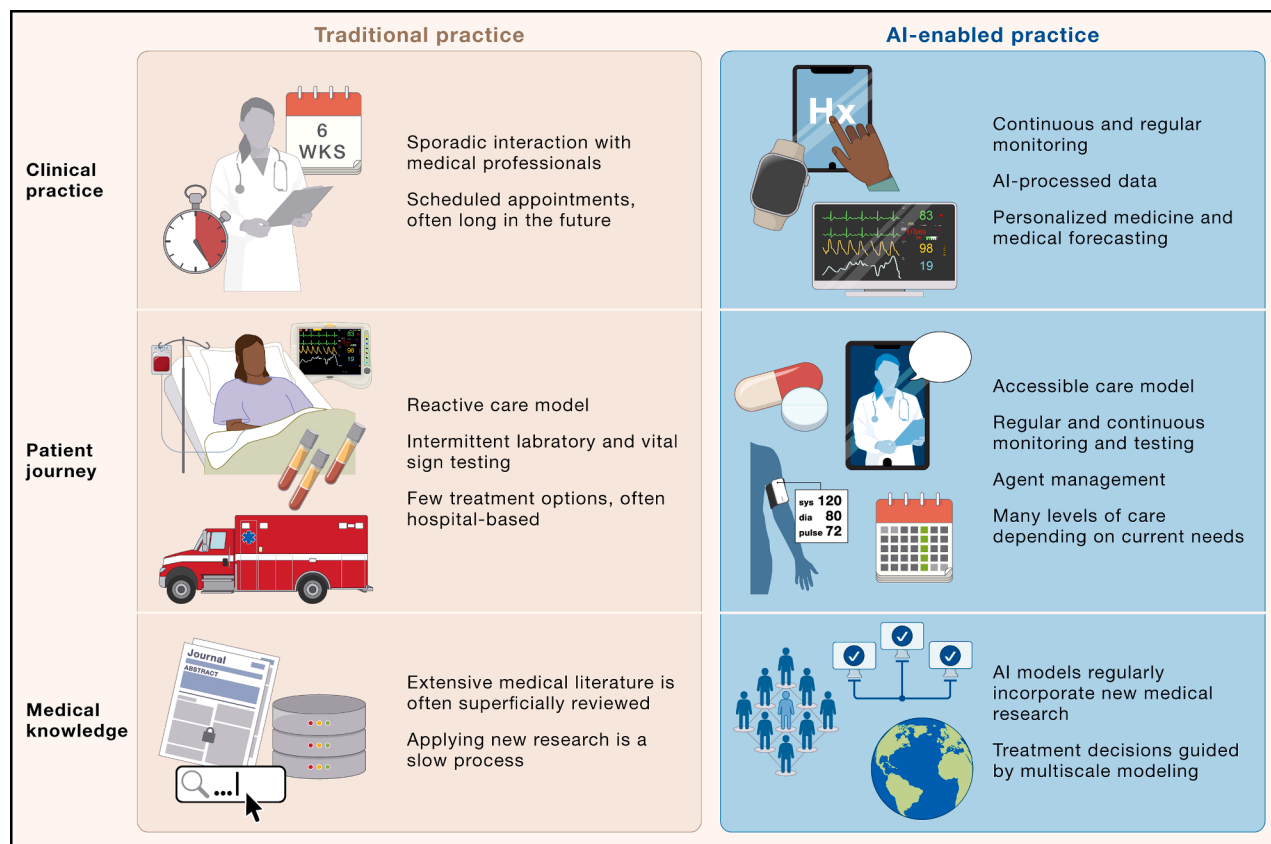 Traditional practice
AI-enabled practice
Clinical
practice
6
WKS
Sporadic interaction with
medical professionals
Scheduled appointments,
often long in the future
Hx
83
98
19
Continuous and regular
monitoring
AI-processed data
Personalized medicine and
medical forecasting
Patient
journey
83
98
19
Reactive care model
Intermittent labratory and vital
sign testing
Few treatment options, often
hospital-based
sys 120
dia 80
pulse 72
Accessible care model
Regular and continuous
monitoring and testing
Agent management
Many levels of care
depending on current needs
Medical
knowledge
Journal
ABSTRACT
...
Extensive medical literature is
often superficially reviewed
Applying new research is a
slow process
AI models regularly
incorporate new medical
research
Treatment decisions guided
by multiscale modeling